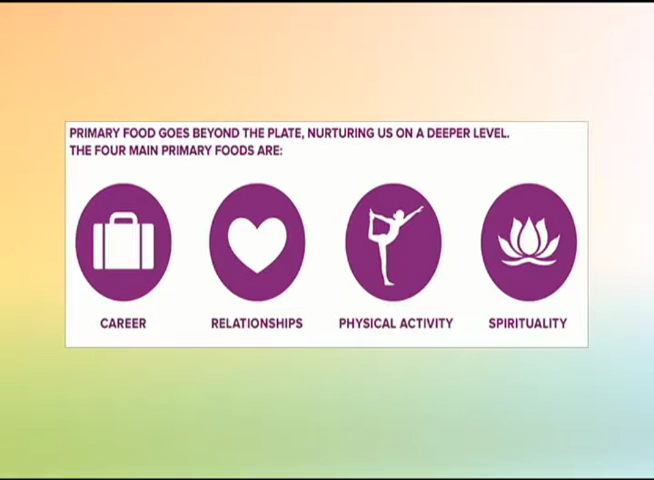 PRIMARY FOOD GOES BEYOND THE PLATE, NURTURING US ON A DEEPER LEVEL.
THE FOUR MAIN PRIMARY FOODS ARE:
CAREER
RELATIONSHIPS
PHYSICAL ACTIVITY
SPIRITUALITY